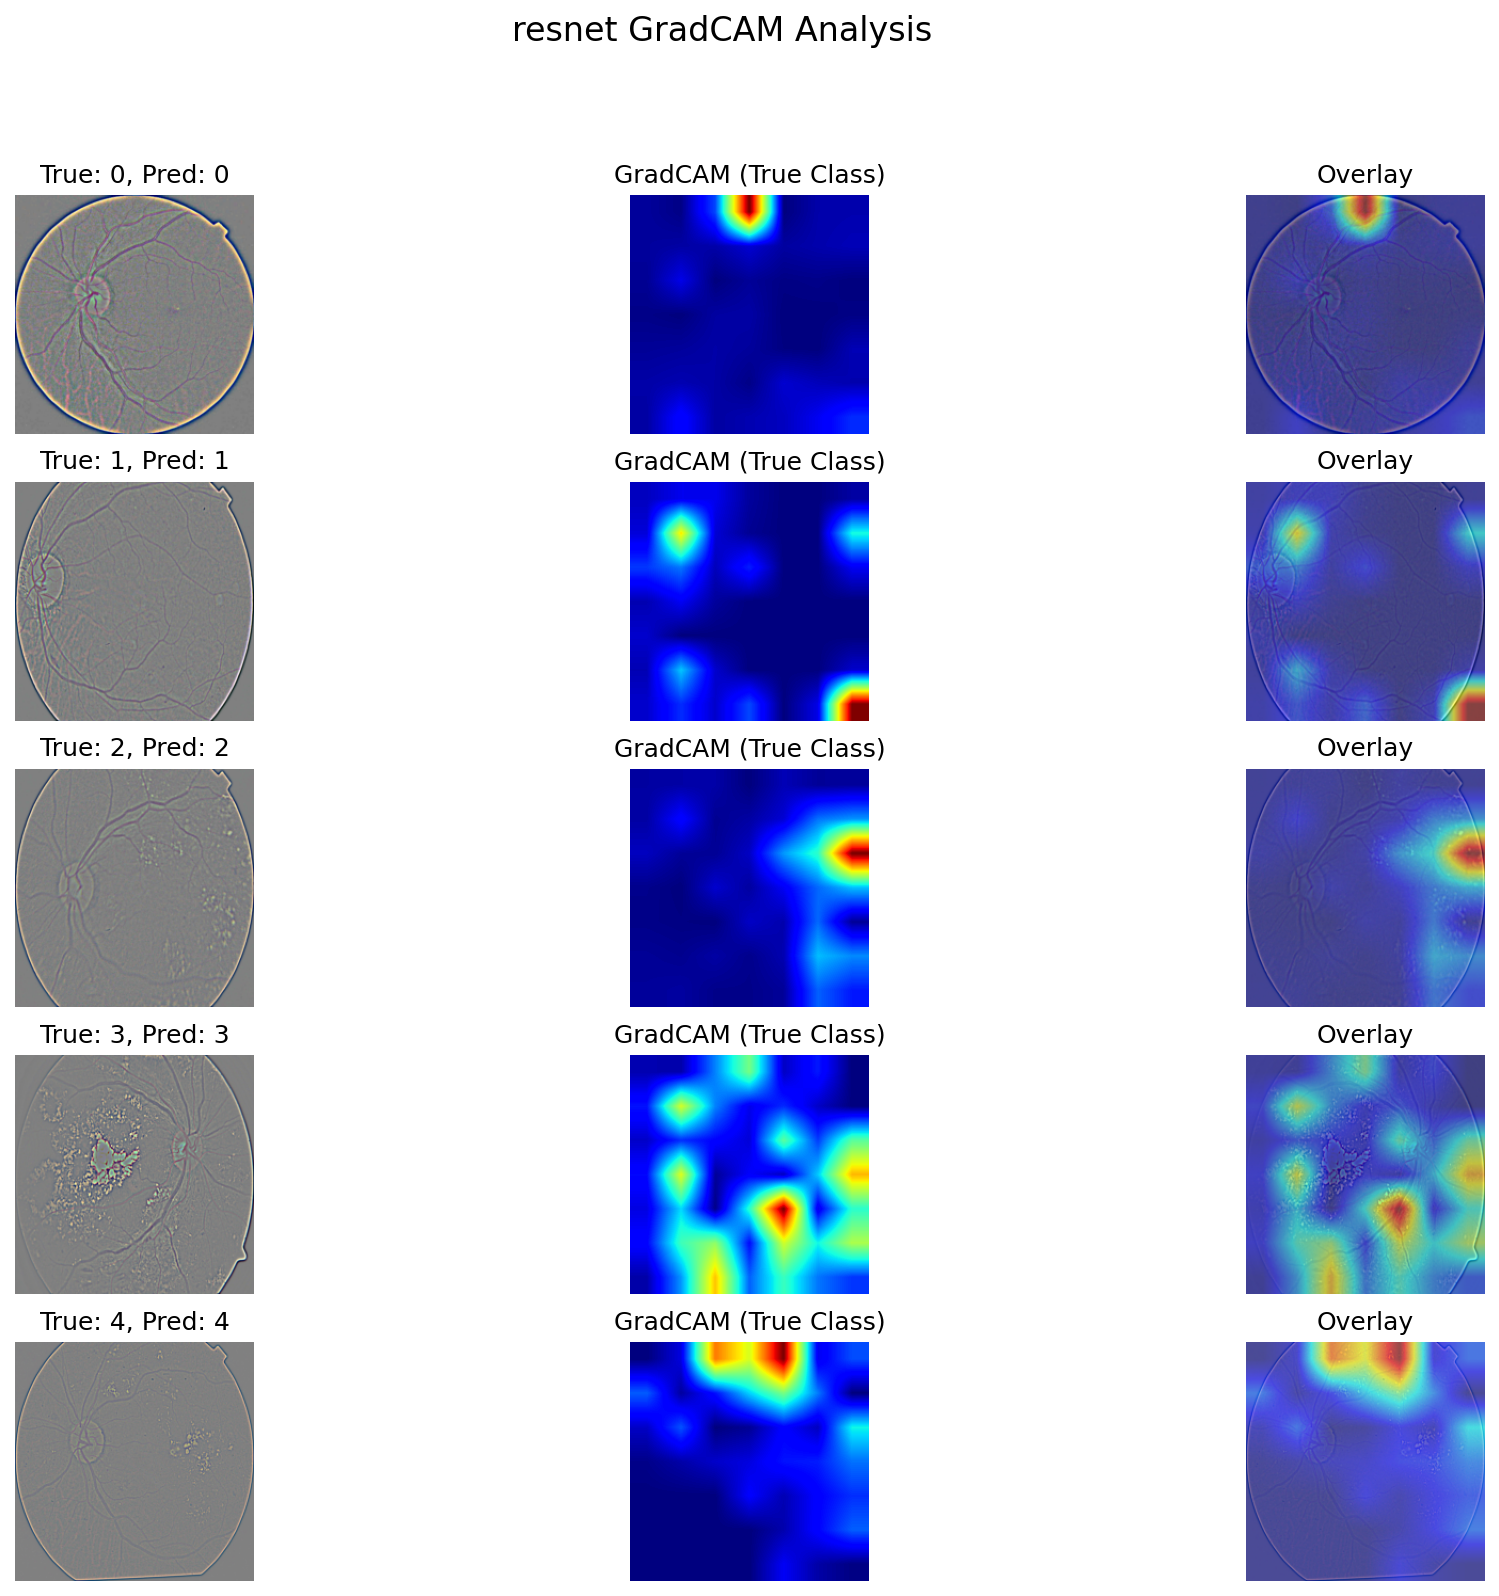 resnet GradCAM Analysis
True: 0, Pred: 0
GradCAM (True Class)
Overlay
True: 1, Pred: 1
GradCAM (True Class)
Overlay
True: 2, Pred: 2
GradCAM (True Class)
Overlay
True: 3, Pred: 3
GradCAM (True Class)
Overlay
True: 4, Pred: 4
GradCAM (True Class)
Overlay